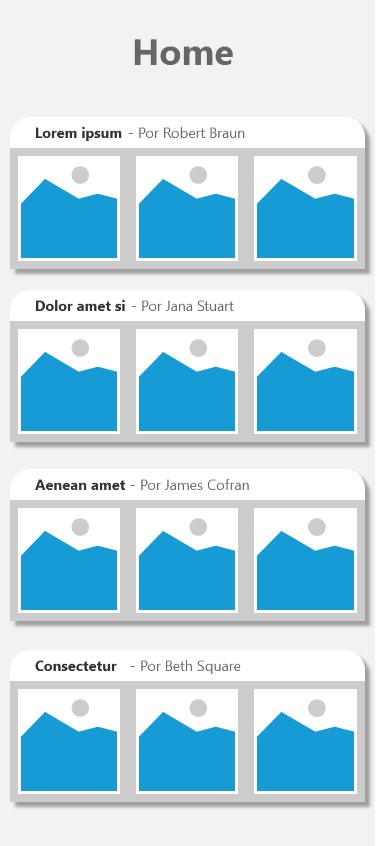 Home
Lorem ipsum - Por Robert Braun
Dolor amet si - Por Jana Stuart
Aenean amet - Por James Cofran
Consectetur - Por Beth Square